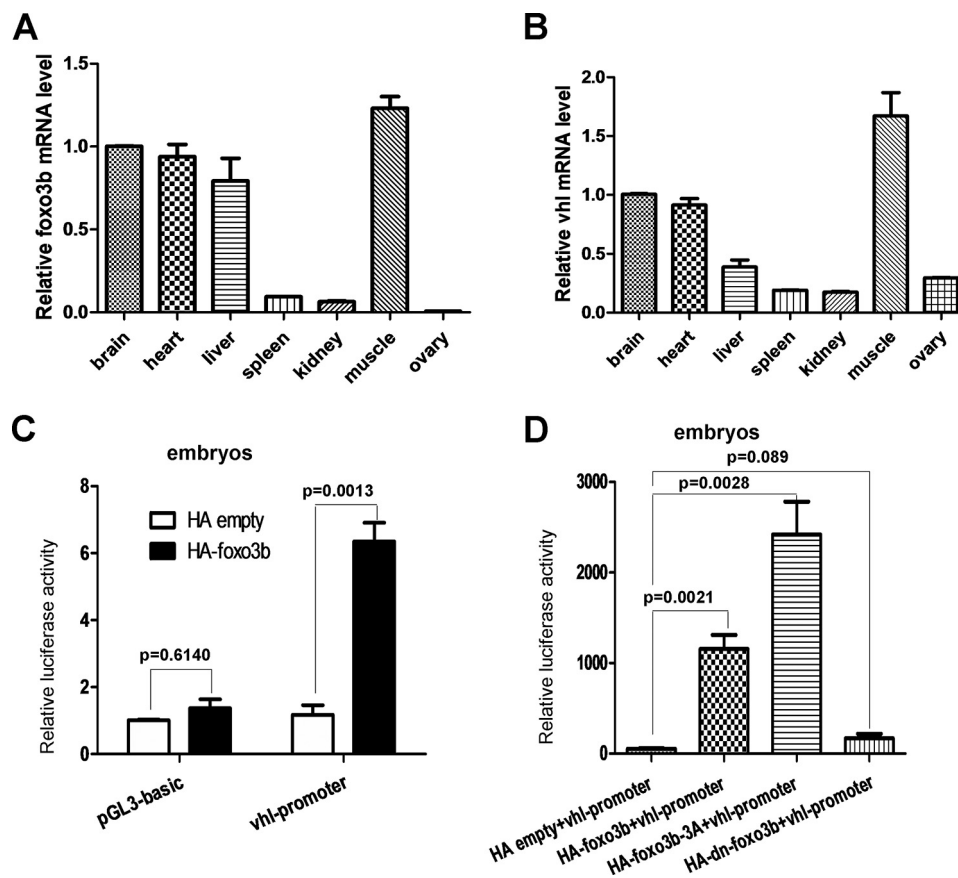 A
Relative foxo3b mRNA level
1.5
1.0
0.5
0.0
brain
heart
liver
spleen
kidney
muscle
ovary
B
Relative vhl mRNA level
2.0
1.5
1.0
0.5
0.0
brain
heart
liver
spleen
kidney
muscle
ovary
C
embryos
Relative luciferase activity
8
6
4
2
0
HA empty
HA-foxo3b
p=0.6140
p=0.0013
pGL3-basic
vhl-promoter
D
embryos
Relative luciferase activity
3000
2000
1000
0
p=0.089
p=0.0028
p=0.0021
HA empty+vhl-promoter
HA-foxo3b+vhl-promoter
HA-foxo3b-3A+vhl-promoter
HA-dn-foxo3b+vhl-promoter